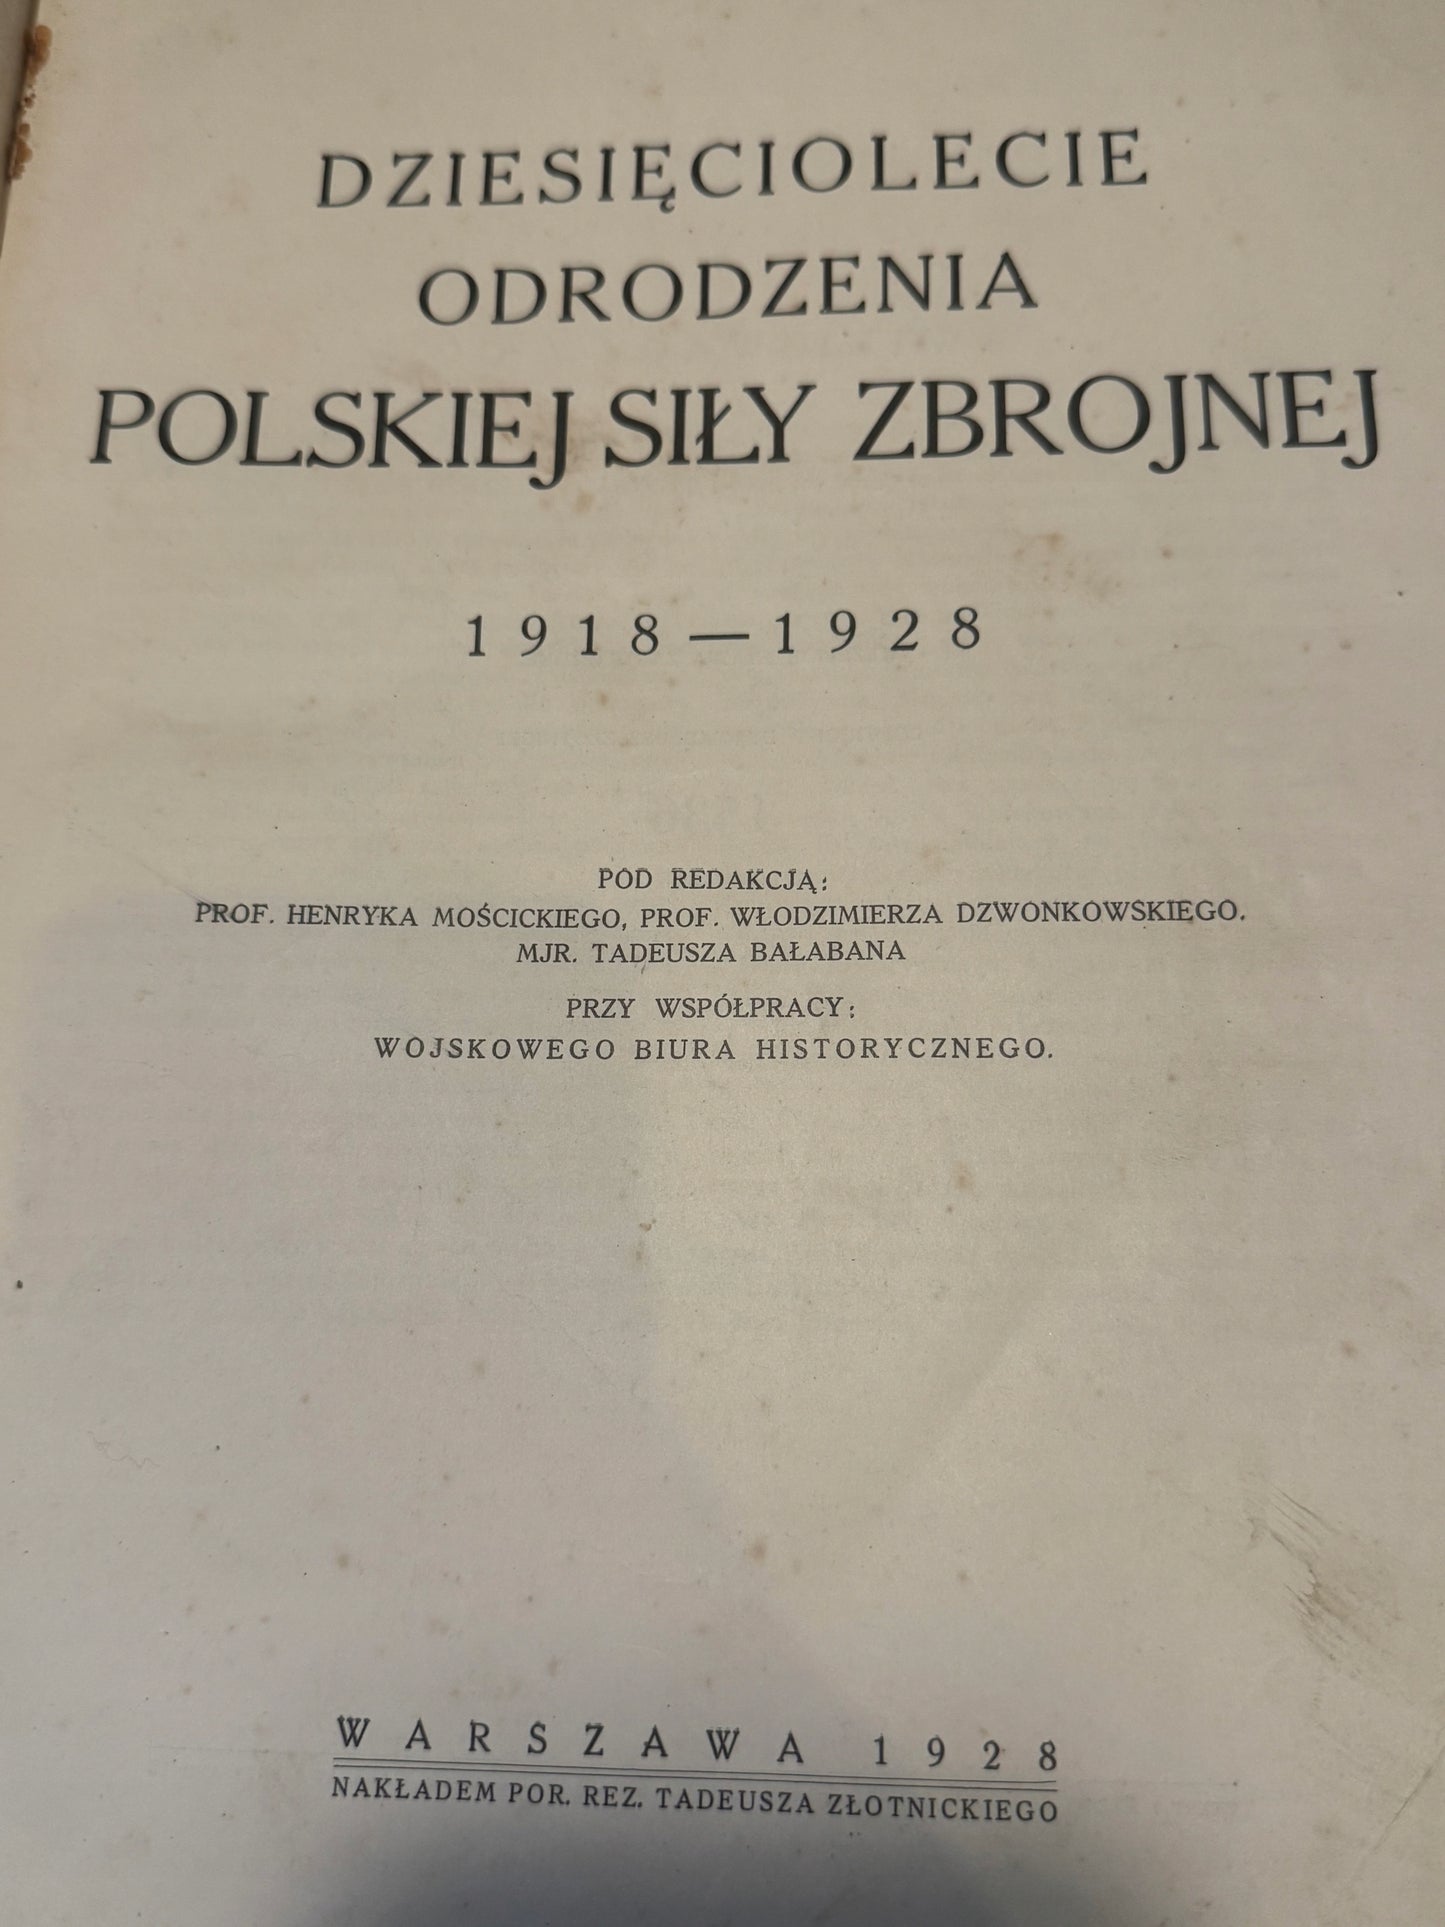 DZIESIĘCIOLECIE
ODRODZENIA
POLSKIEJ SIŁY ZBROJNEJ
1918—1928
POD REDAKCJĄ:
PROF. HENRYKA MOŚCICKIEGO, PROF. WŁODZIMIERZA DZWONKOWSKIEGO.
MJR. TADEUSZA BAŁABANA
PRZY WSPÓŁPRACY:
WOJSKOWEGO BIURA HISTORYCZNEGO.
WARSZAWA 1928
NAKŁADEM POR. REZ. TADEUSZA ZŁOTNICKIEGO